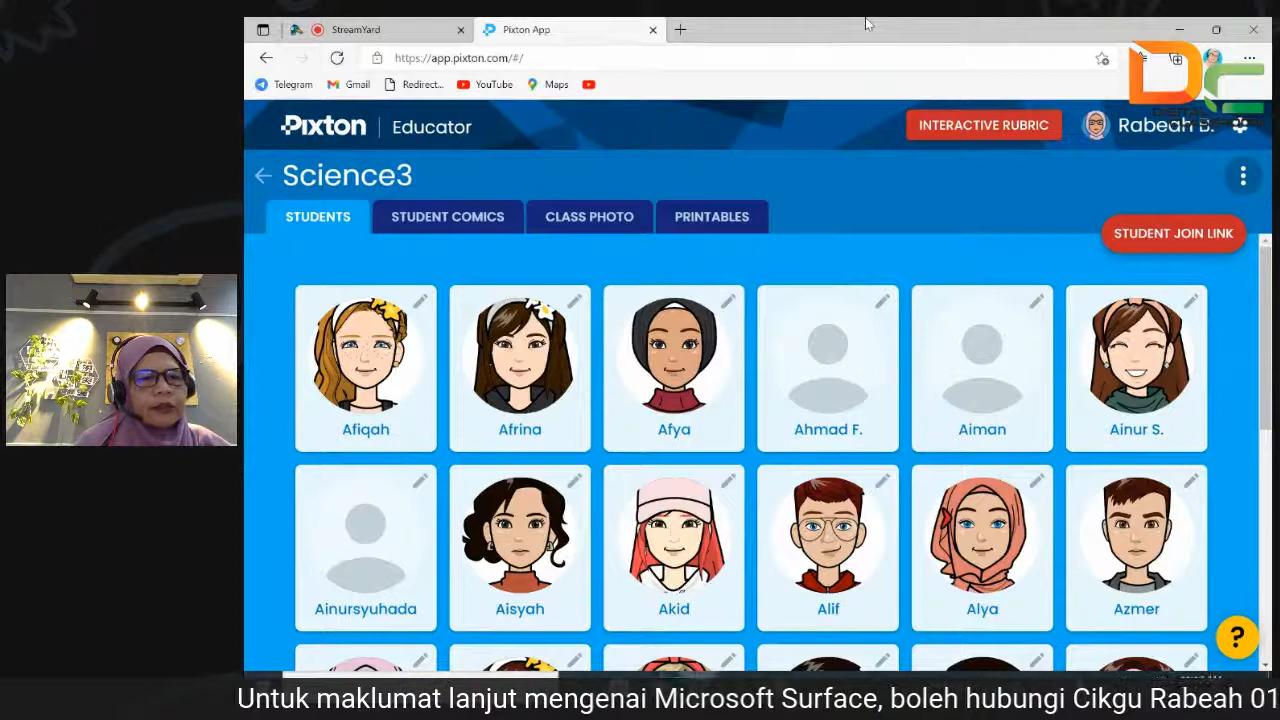 StreamYard
Pixton App
https://app.pixton.com/#/
Telegram
Gmail
Redirect...
YouTube
Maps
DC
Pixton
Educator
INTERACTIVE RUBRIC
Rabeah B.
Science3
STUDENTS
STUDENT COMICS
CLASS PHOTO
PRINTABLES
STUDENT JOIN LINK
Afiqah
Afrina
Afya
Ahmad F.
Aiman
Ainur S.
Ainursyuhada
Aisyah
Akid
Alif
Alya
Azmer
?
Untuk maklumat lanjut mengenai Microsoft Surface, boleh hubungi Cikgu Rabeah 01